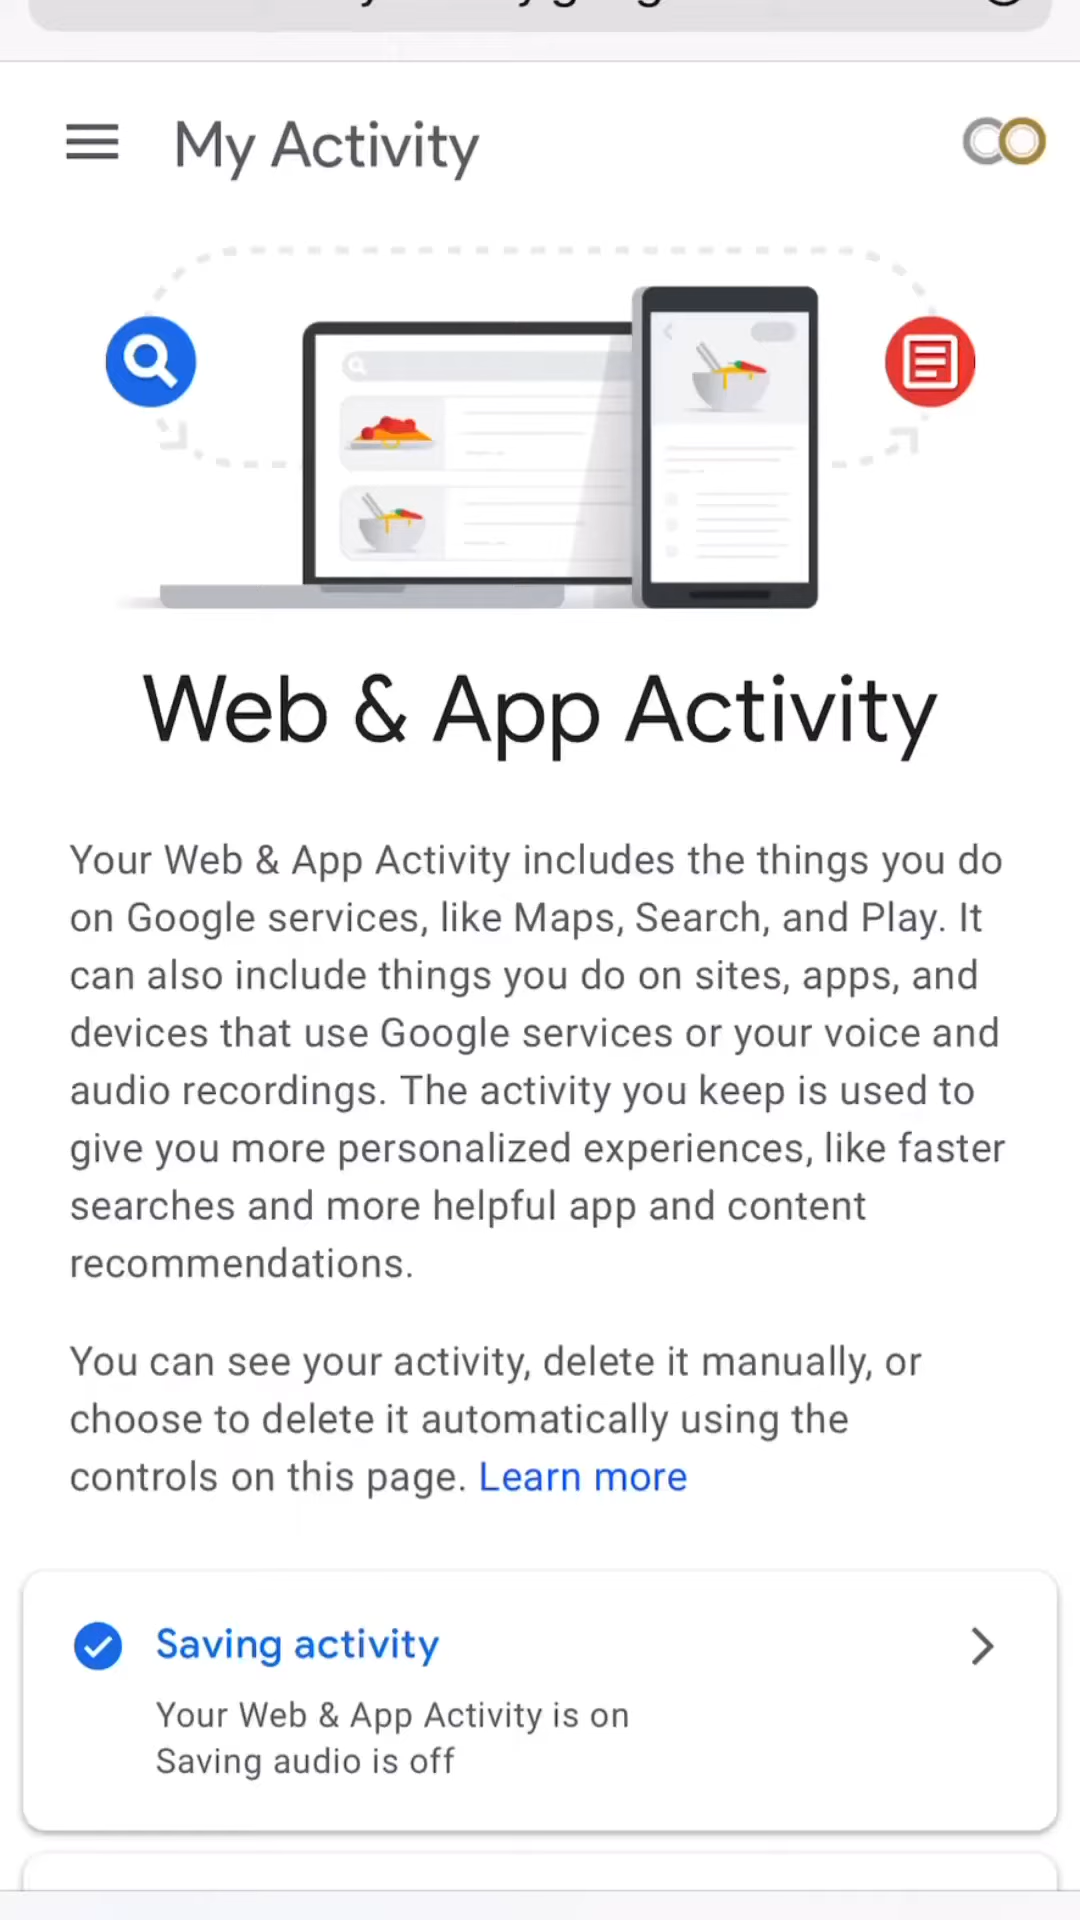 My Activity
Web & App Activity
Your Web & App Activity includes the things you do
on Google services, like Maps, Search, and Play. It
can also include things you do on sites, apps, and
devices that use Google services or your voice and
audio recordings. The activity you keep is used to
give you more personalized experiences, like faster
searches and more helpful app and content
recommendations.
You can see your activity, delete it manually, or
choose to delete it automatically using the
controls on this page. Learn more
Saving activity
Your Web & App Activity is on
Saving audio is off